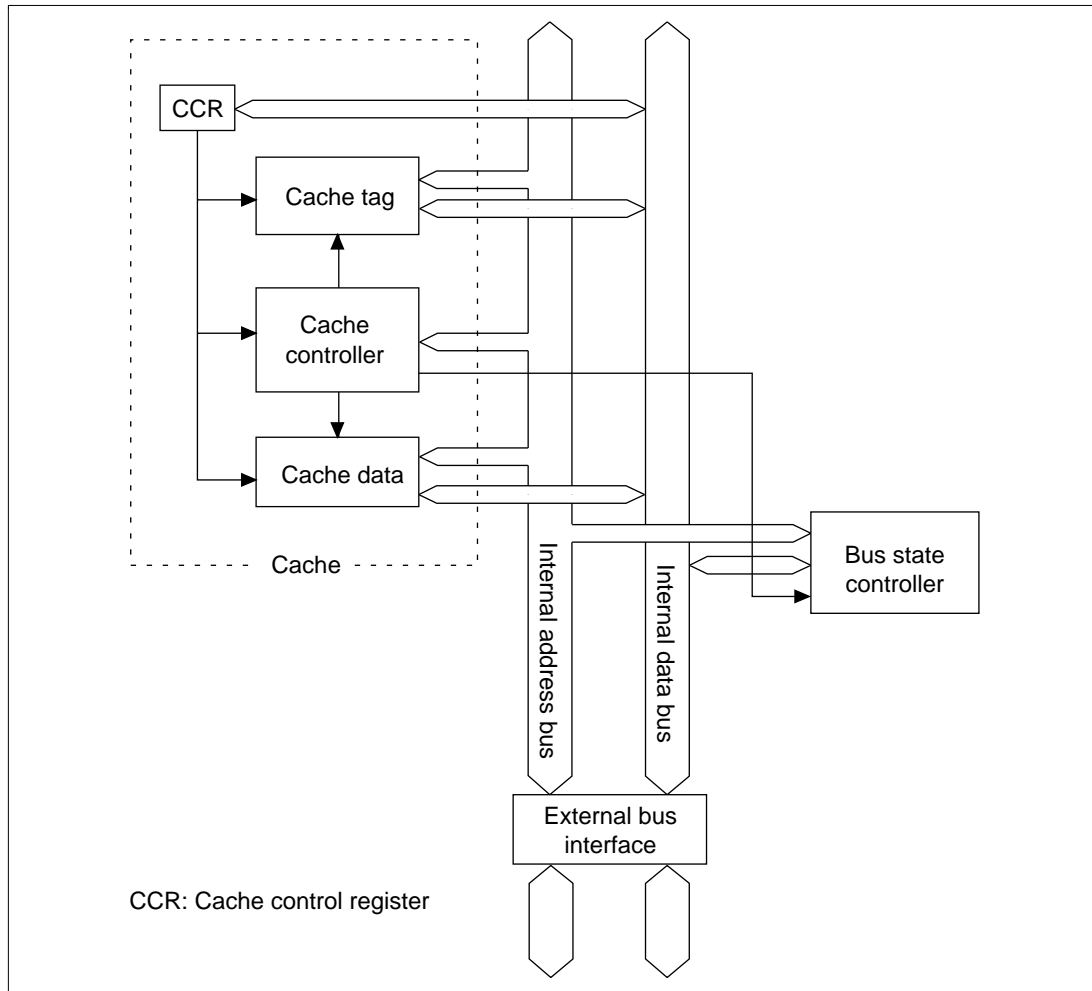 CCR
Cache tag
Cache
controller
Cache data
Cache
Internal address bus
Internal data bus
Bus state
controller
External bus
interface
CCR: Cache control register